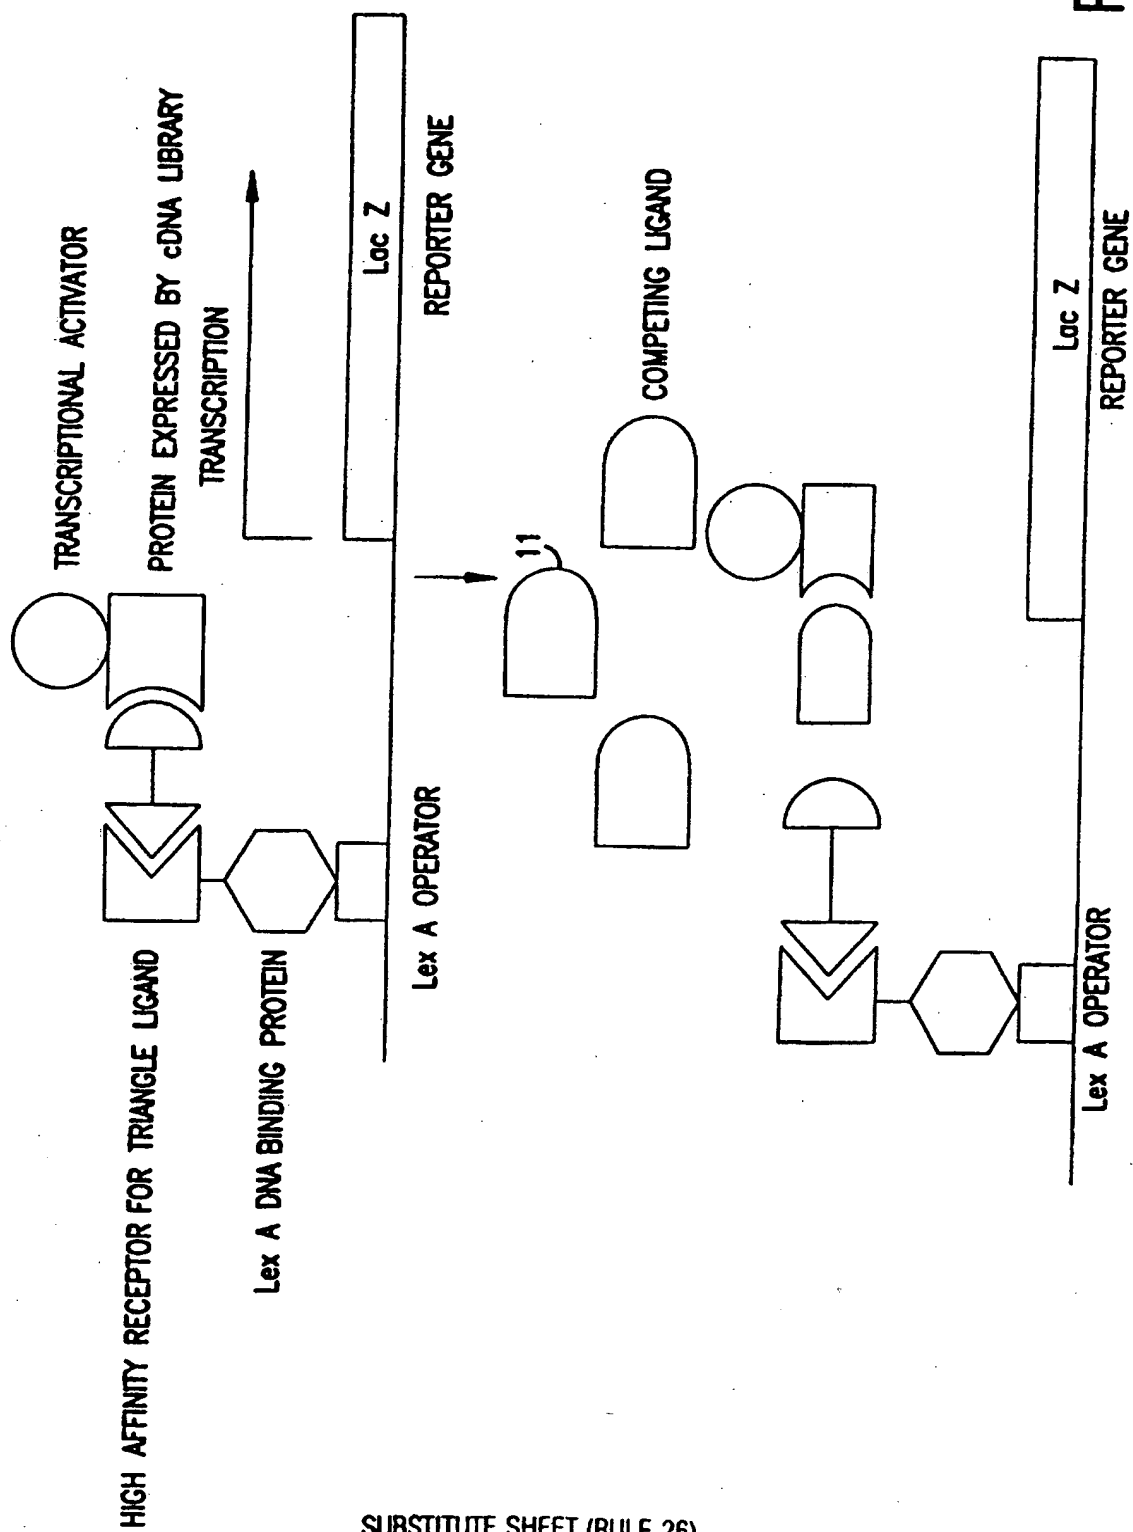 TRANSCRIPTIONAL ACTIVATOR
PROTEIN EXPRESSED BY cDNA LIBRARY
TRANSCRIPTION
HIGH AFFINITY RECEPTOR FOR TRIANGLE LIGAND
Lex A DNA BINDING PROTEIN
Lac Z
Lex A OPERATOR
REPORTER GENE
11
COMPETING LIGAND
Lac Z
Lex A OPERATOR
REPORTER GENE
SUBSTITUTE SHEET (RULE 26)